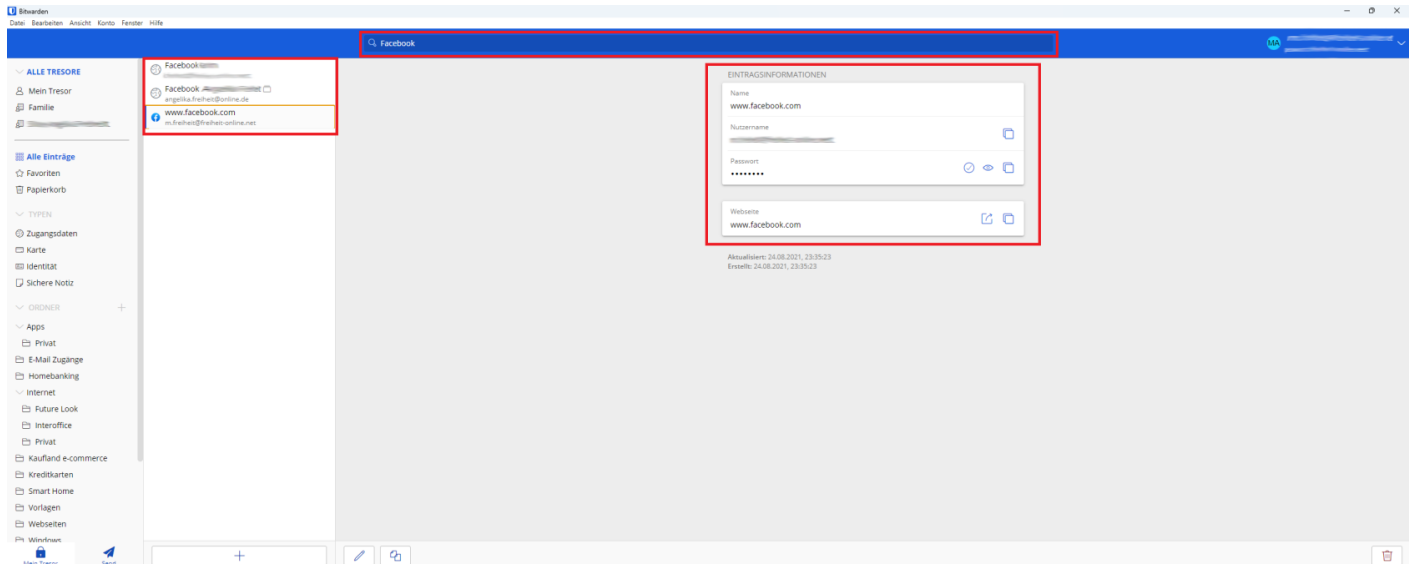 Bitwarden
Datei Bearbeiten Ansicht Konto Fenster Hilfe
Facebook
MA
ALLE TRESORE
Mein Tresor
Familie
Alle Einträge
Favoriten
Papierkorb
TYPEN
Zugangsdaten
Karte
Identität
Sichere Notiz
ORDNER
Apps
Privat
E-Mail Zugänge
Homebanking
Internet
Future Look
Interoffice
Privat
Kaufland e-commerce
Kreditkarten
Smart Home
Vorlagen
Webseiten
Windows
Mein Tresor
Send
Facebook
Facebook
angelika.freiheit@online.de
www.facebook.com
m.freiheit@freiheit-online.net
EINTRAGSINFORMATIONEN
Name
www.facebook.com
Nutzername
Passwort
••••••••
Webseite
www.facebook.com
Aktualisiert: 24.08.2021, 23:35:23
Erstellt: 24.08.2021, 23:35:23